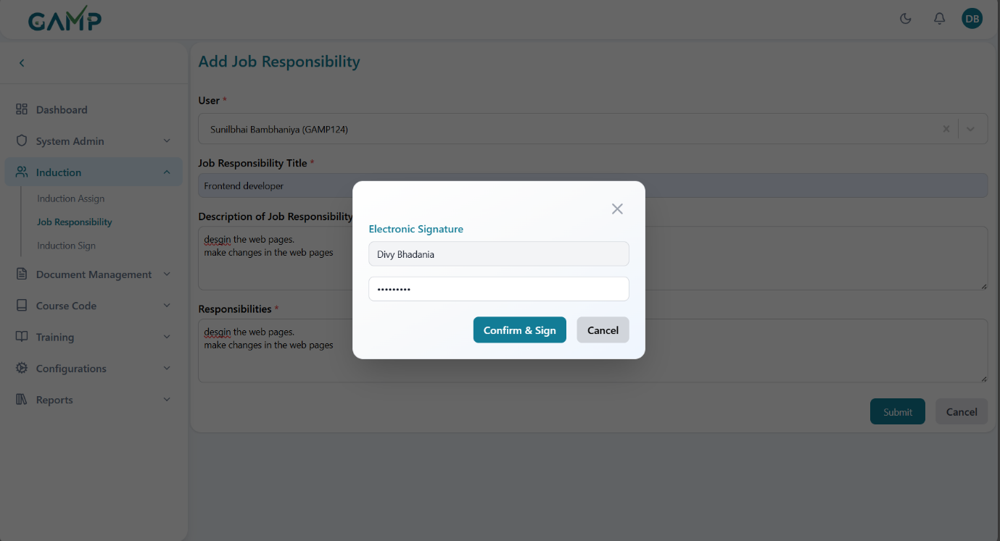 GAMP
DB
Add Job Responsibility
Dashboard
System Admin
Induction
Induction Assign
Job Responsibility
Induction Sign
Document Management
Course Code
Training
Configurations
Reports
User *
Sunilbhai Bambhaniya (GAMP124)
Job Responsibility Title *
Frontend developer
Description of Job Responsibility
desgin the web pages.
make changes in the web pages
Responsibilities *
desgin the web pages.
make changes in the web pages
Submit
Cancel
Electronic Signature
Divy Bhadania
•••••••••
Confirm & Sign
Cancel